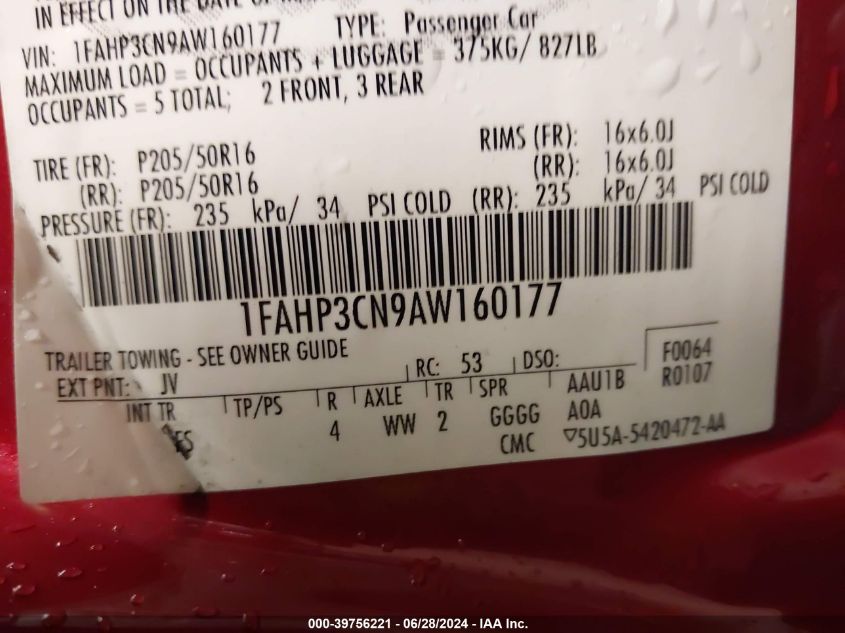 IN EFFECT ON THE DATE OF
VIN: 1FAHP3CN9AW160177 TYPE: Passenger Car
MAXIMUM LOAD = OCCUPANTS + LUGGAGE = 375KG/ 827LB
OCCUPANTS = 5 TOTAL; 2 FRONT, 3 REAR
TIRE (FR): P205/50R16 RIMS (FR): 16x6.0J
(RR): P205/50R16 (RR): 16x6.0J
PRESSURE (FR): 235 kPa/ 34 PSI COLD (RR): 235 kPa/ 34 PSI COLD
1FAHP3CN9AW160177
TRAILER TOWING - SEE OWNER GUIDE
EXT PNT: JV RC: 53 DSO: F0064
INT TR TP/PS R AXLE TR SPR AAU1B R0107
ES 4 WW 2 GGGG A0A
CMC ▽5U5A-5420472-AA
000-39756221 - 06/28/2024 - IAA Inc.